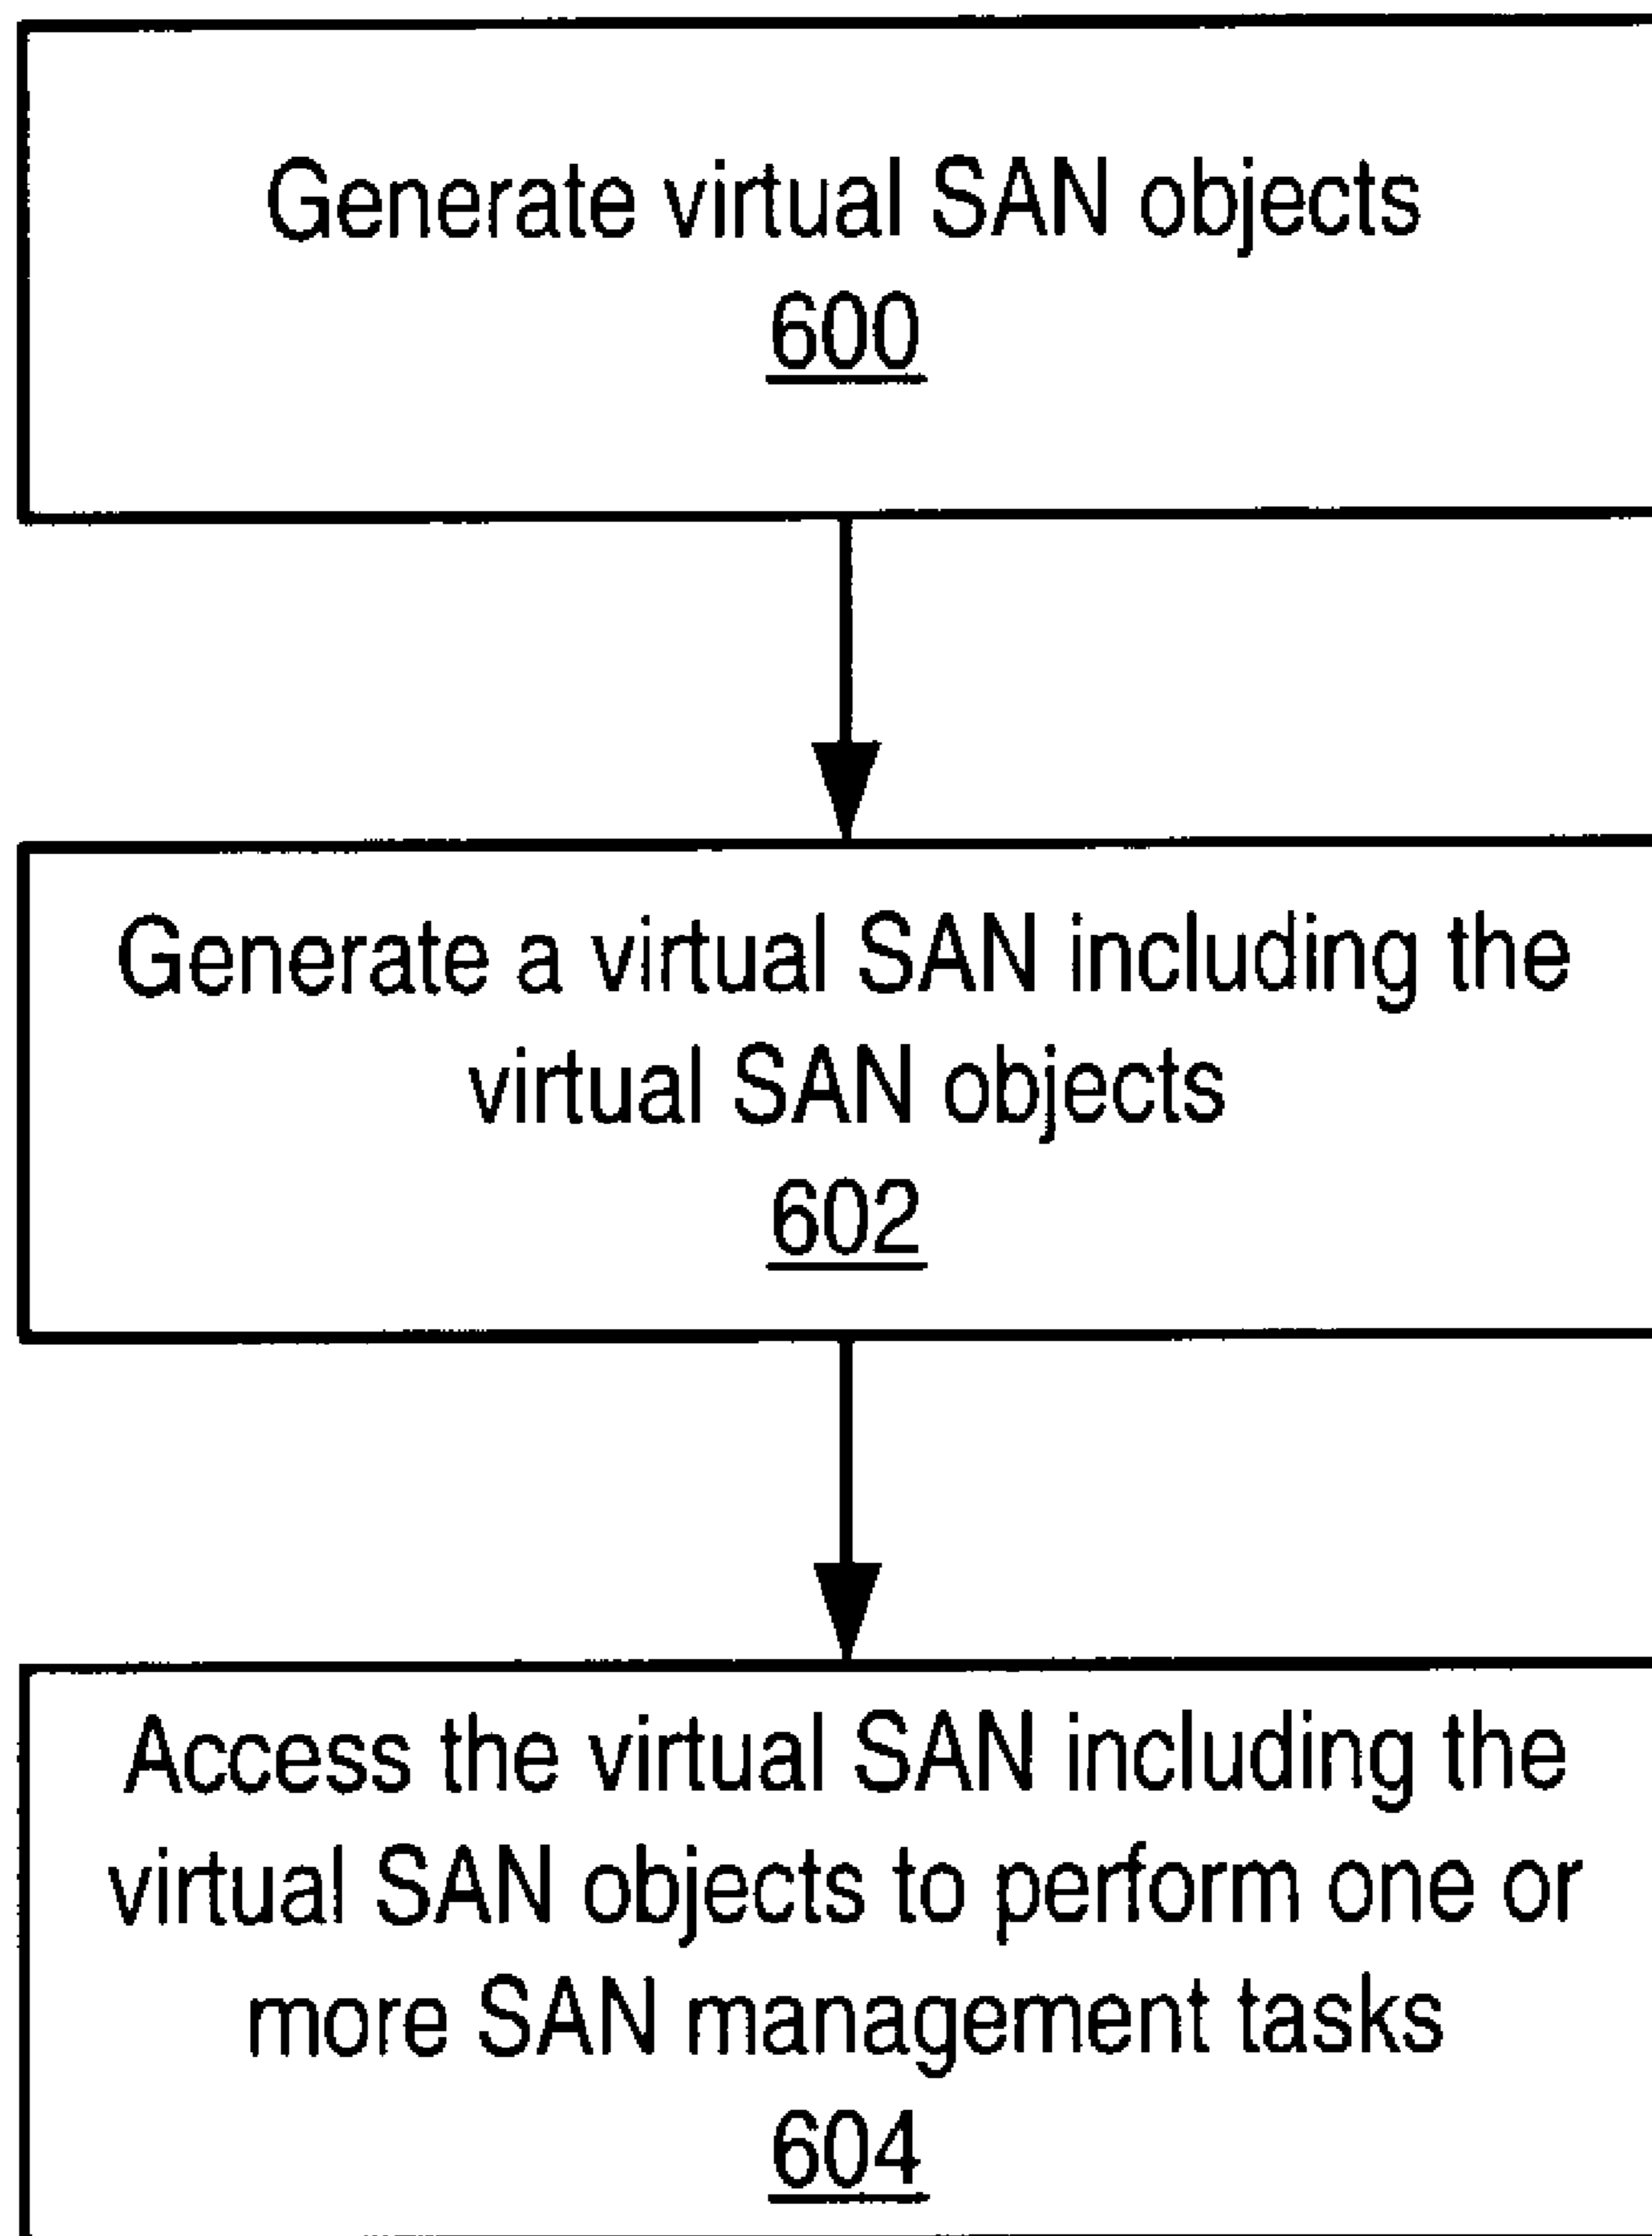 Generate virtual SAN objects
600
Generate a virtual SAN including the
virtual SAN objects
602
Access the virtual SAN including the
virtual SAN objects to perform one or
more SAN management tasks
604